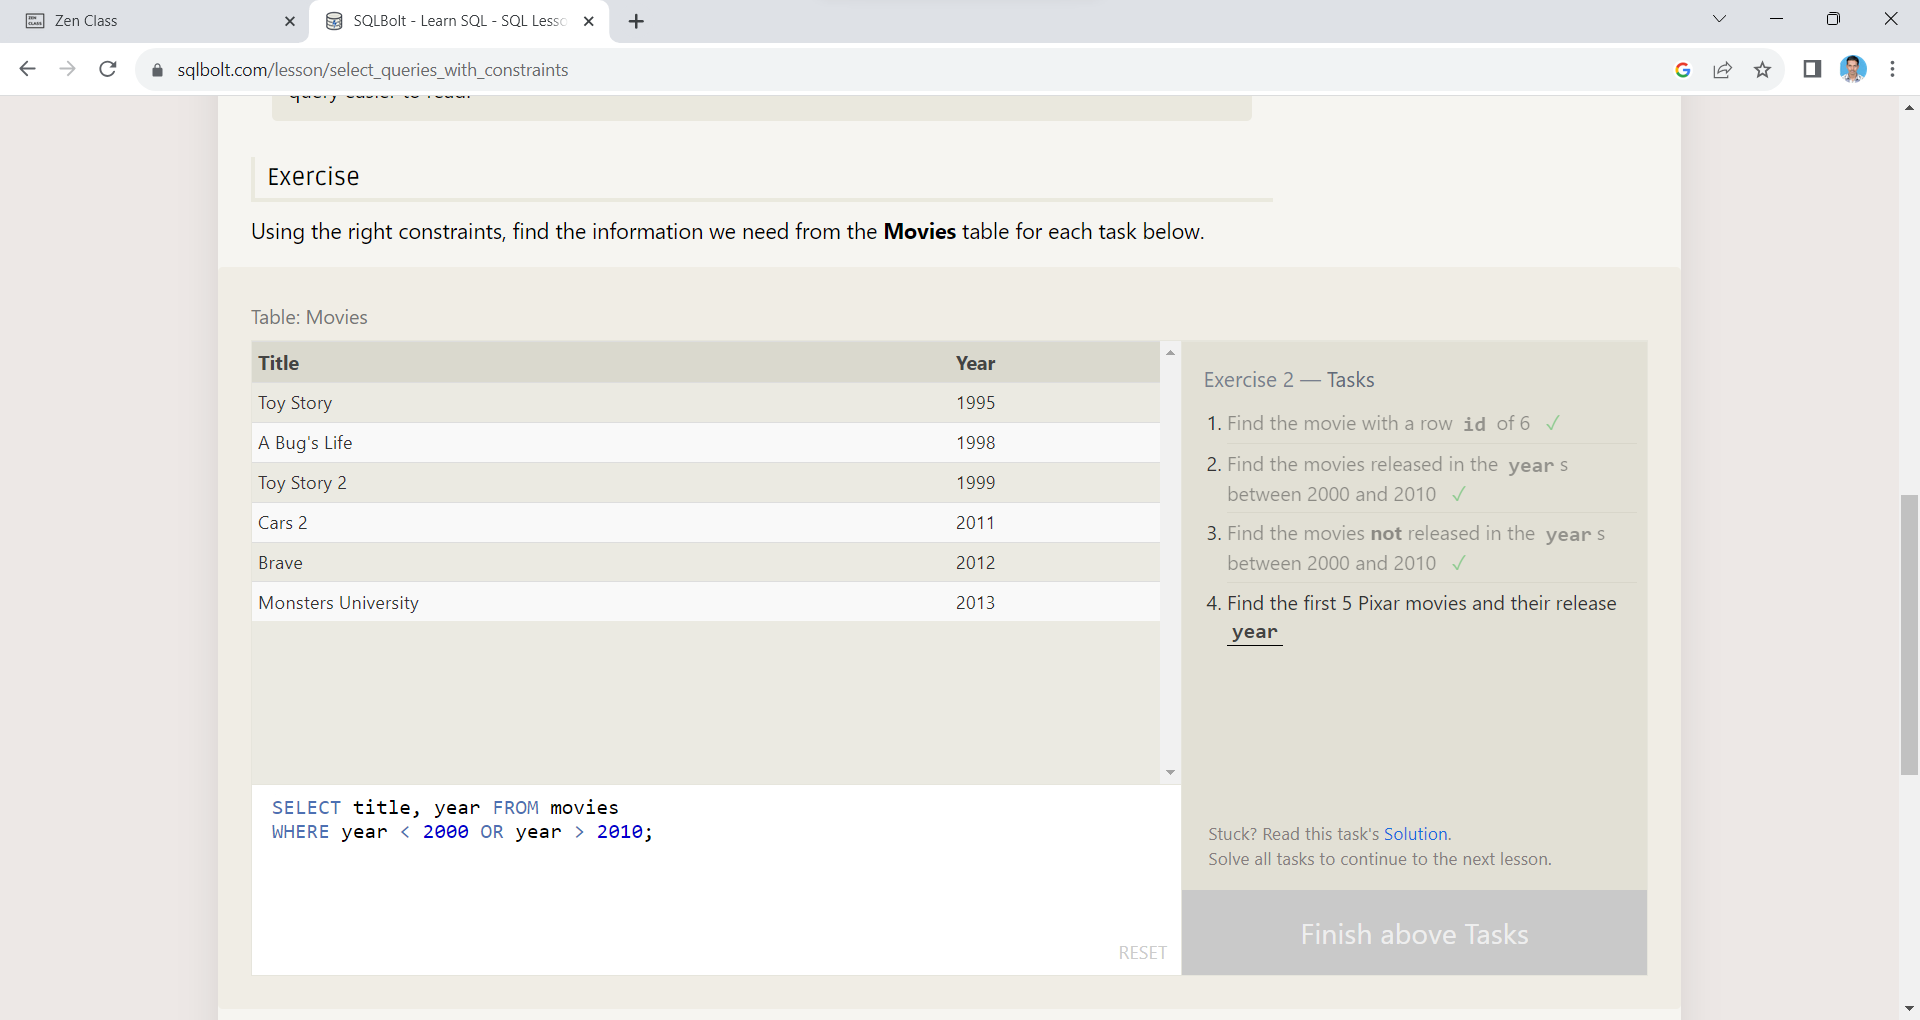 Zen Class
SQLBolt - Learn SQL - SQL Lesso
sqlbolt.com/lesson/select_queries_with_constraints
query easier to read.
Exercise
Using the right constraints, find the information we need from the Movies table for each task below.
Table: Movies
Title Year
Toy Story 1995
A Bug's Life 1998
Toy Story 2 1999
Cars 2 2011
Brave 2012
Monsters University 2013
SELECT title, year FROM movies
WHERE year < 2000 OR year > 2010;
RESET
Exercise 2 — Tasks
1. Find the movie with a row id of 6 ✓
2. Find the movies released in the year s
between 2000 and 2010 ✓
3. Find the movies not released in the year s
between 2000 and 2010 ✓
4. Find the first 5 Pixar movies and their release
year
Stuck? Read this task's Solution.
Solve all tasks to continue to the next lesson.
Finish above Tasks